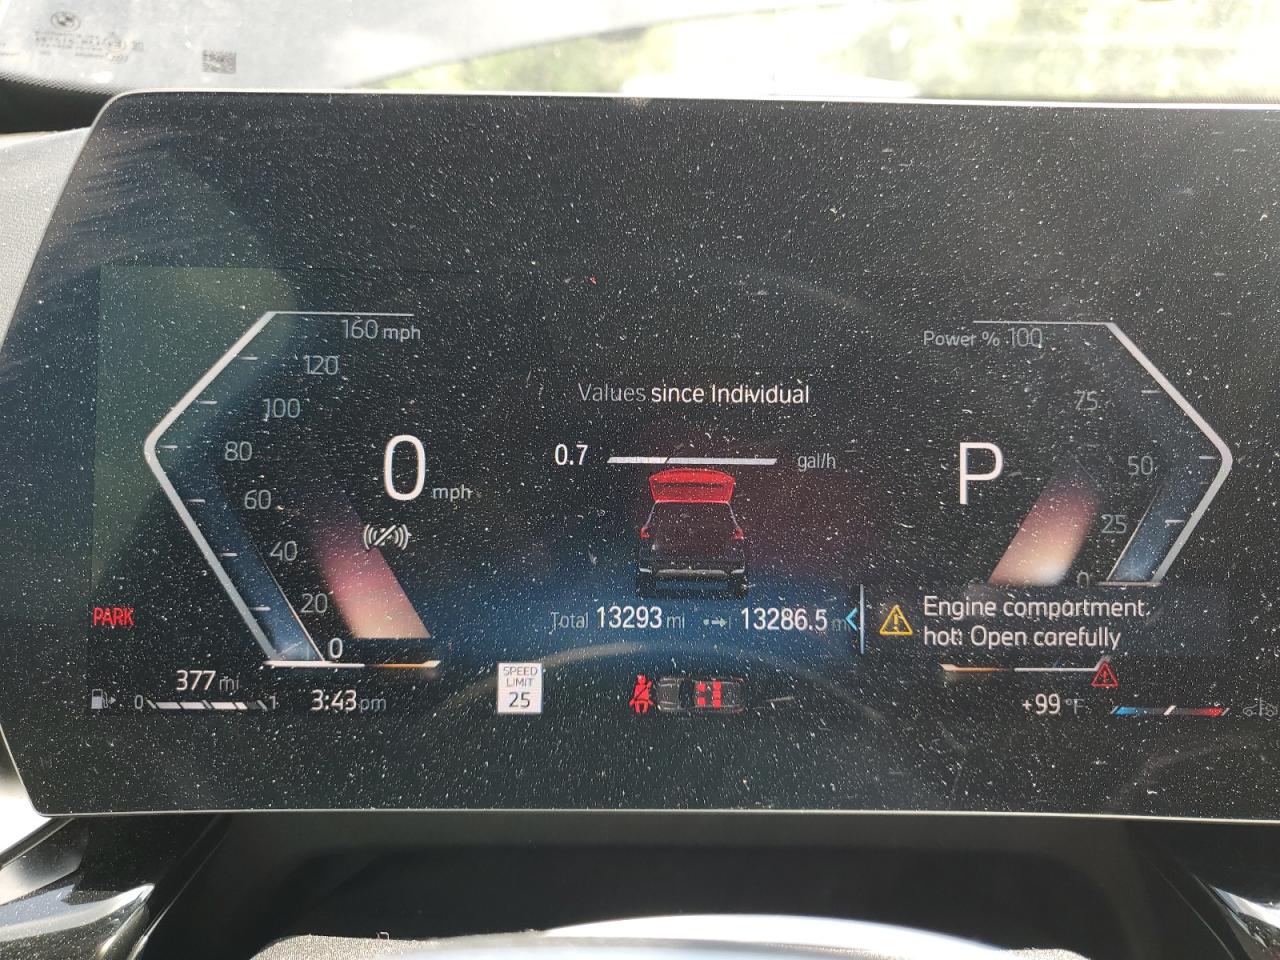 160 mph
120
100
80
60
40
20
0
0 mph
Values since Individual
0.7 gal/h
Power % 100
75
50
25
0
P
PARK
Total 13293 mi 13286.5 m
Engine compartment
hot: Open carefully
377 mi
0 1
3:43 pm
SPEED
LIMIT
25
+99 °F